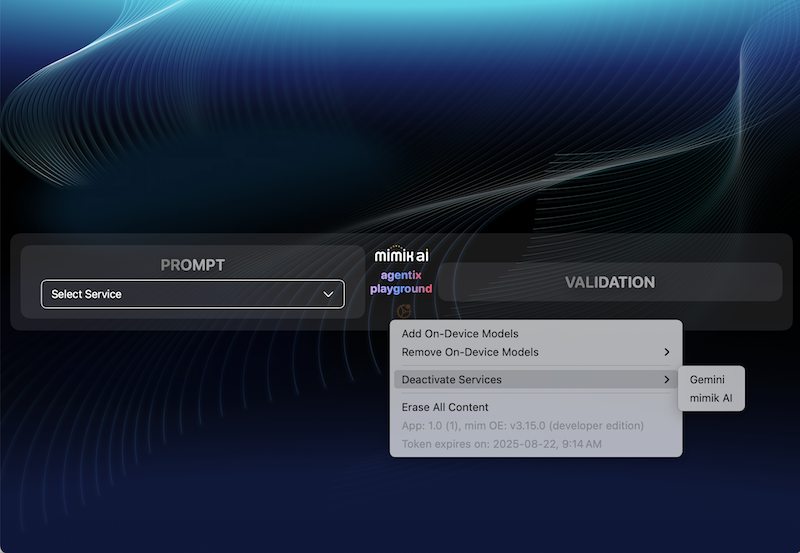 PROMPT
Select Service
mimik ai
agentix
playground
VALIDATION
Add On-Device Models
Remove On-Device Models
Deactivate Services
Gemini
mimik AI
Erase All Content
App: 1.0 (1), mim OE: v3.15.0 (developer edition)
Token expires on: 2025-08-22, 9:14 AM